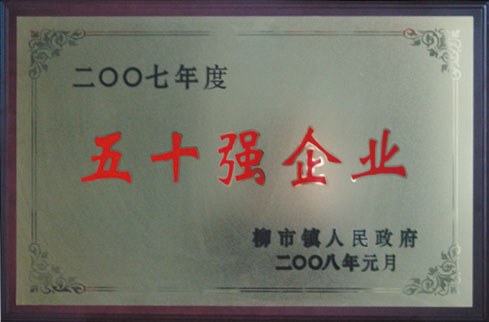 二〇〇七年度
五十强企业
柳市镇人民政府
二〇〇八年元月